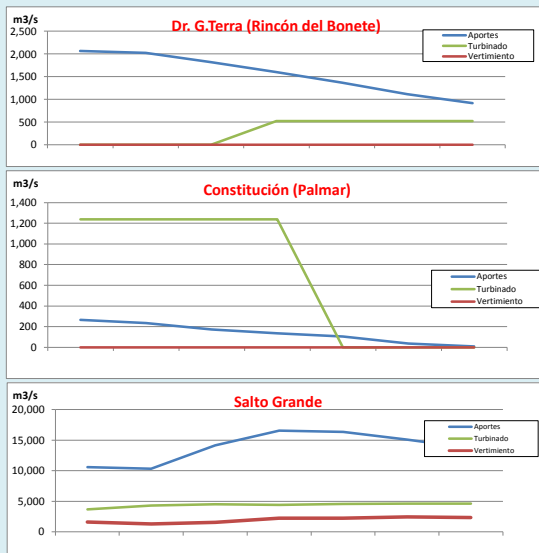 m3/s
Dr. G.Terra (Rincón del Bonete)
2,500
2,000
1,500
1,000
500
0
Aportes
Turbinado
Vertimiento
m3/s
Constitución (Palmar)
1,400
1,200
1,000
800
600
400
200
0
Aportes
Turbinado
Vertimiento
m3/s
Salto Grande
20,000
15,000
10,000
5,000
0
Aportes
Turbinado
Vertimiento